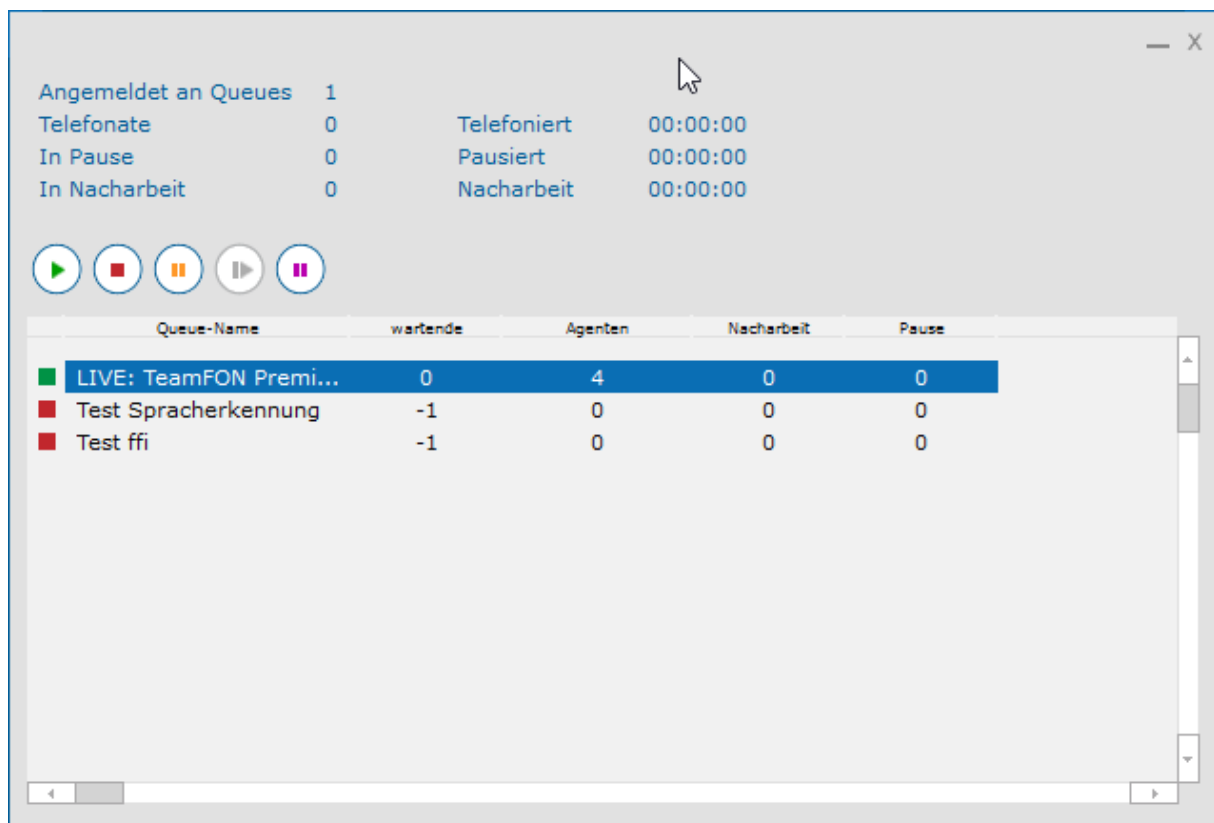 X
Angemeldet an Queues 1
Telefonate 0 Telefoniert 00:00:00
In Pause 0 Pausiert 00:00:00
In Nacharbeit 0 Nacharbeit 00:00:00
Queue-Name wartende Agenten Nacharbeit Pause
LIVE: TeamFON Premi... 0 4 0 0
Test Spracherkennung -1 0 0 0
Test ffi -1 0 0 0